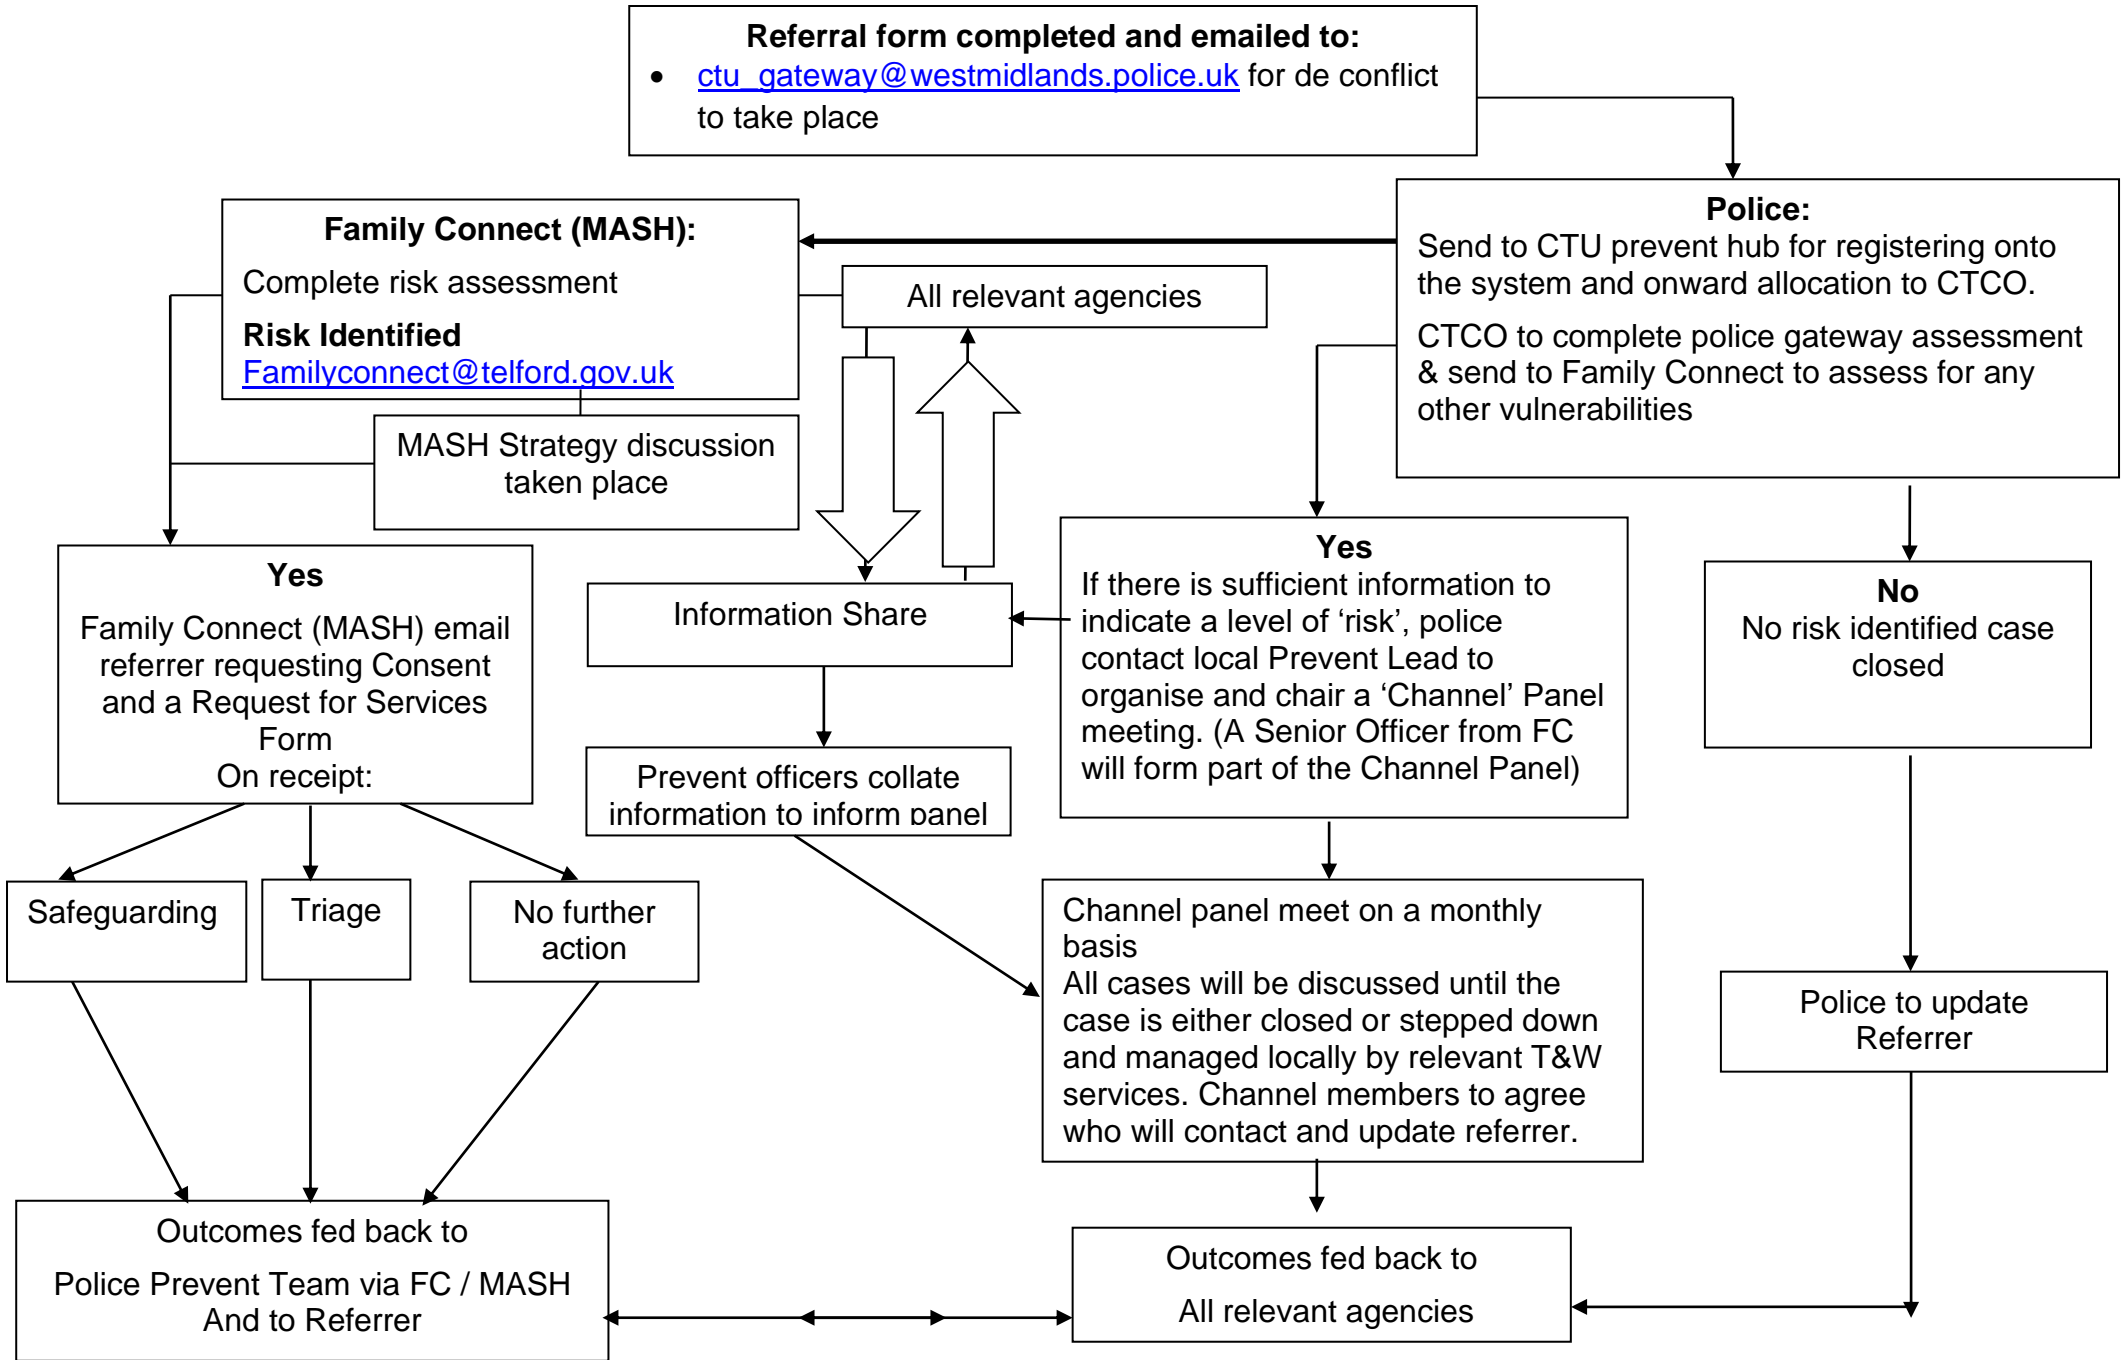 Referral form completed and emailed to:
• ctu_gateway@westmidlands.police.uk for de conflict
to take place
Family Connect (MASH):
Complete risk assessment
Risk Identified
Familyconnect@telford.gov.uk
All relevant agencies
Police:
Send to CTU prevent hub for registering onto
the system and onward allocation to CTCO.
CTCO to complete police gateway assessment
& send to Family Connect to assess for any
other vulnerabilities
MASH Strategy discussion
taken place
Yes
Family Connect (MASH) email
referrer requesting Consent
and a Request for Services
Form
On receipt:
Information Share
Yes
If there is sufficient information to
indicate a level of ‘risk’, police
contact local Prevent Lead to
organise and chair a ‘Channel’ Panel
meeting. (A Senior Officer from FC
will form part of the Channel Panel)
No
No risk identified case
closed
Prevent officers collate
information to inform panel
Safeguarding
Triage
No further
action
Channel panel meet on a monthly
basis
All cases will be discussed until the
case is either closed or stepped down
and managed locally by relevant T&W
services. Channel members to agree
who will contact and update referrer.
Police to update
Referrer
Outcomes fed back to
Police Prevent Team via FC / MASH
And to Referrer
Outcomes fed back to
All relevant agencies